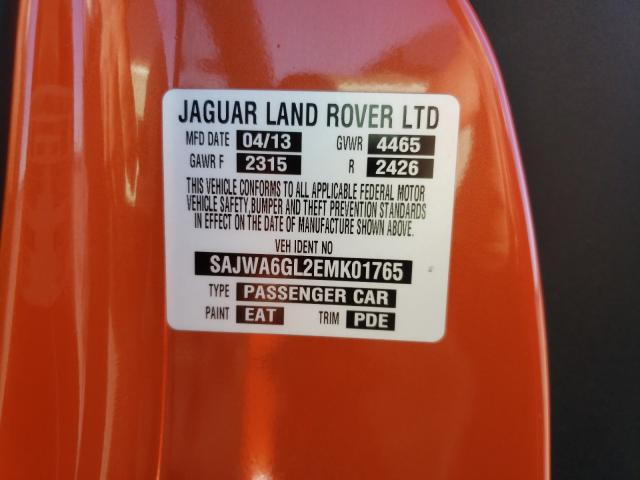 JAGUAR LAND ROVER LTD
MFD DATE 04/13 GVWR 4465
GAWR F 2315 R 2426
THIS VEHICLE CONFORMS TO ALL APPLICABLE FEDERAL MOTOR
VEHICLE SAFETY,BUMPER AND THEFT PREVENTION STANDARDS
IN EFFECT ON THE DATE OF MANUFACTURE SHOWN ABOVE.
VEH IDENT NO
SAJWA6GL2EMK01765
TYPE PASSENGER CAR
PAINT EAT TRIM PDE